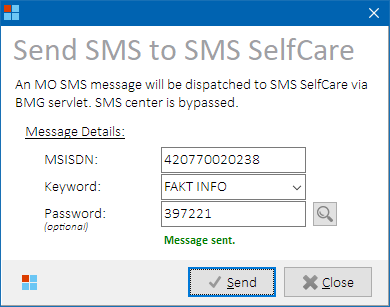 Send SMS to SMS SelfCare
An MO SMS message will be dispatched to SMS SelfCare via
BMG servlet. SMS center is bypassed.
Message Details:
MSISDN: 420770020238
Keyword: FAKT INFO
Password: 397221
(optional)
Message sent.
Send Close